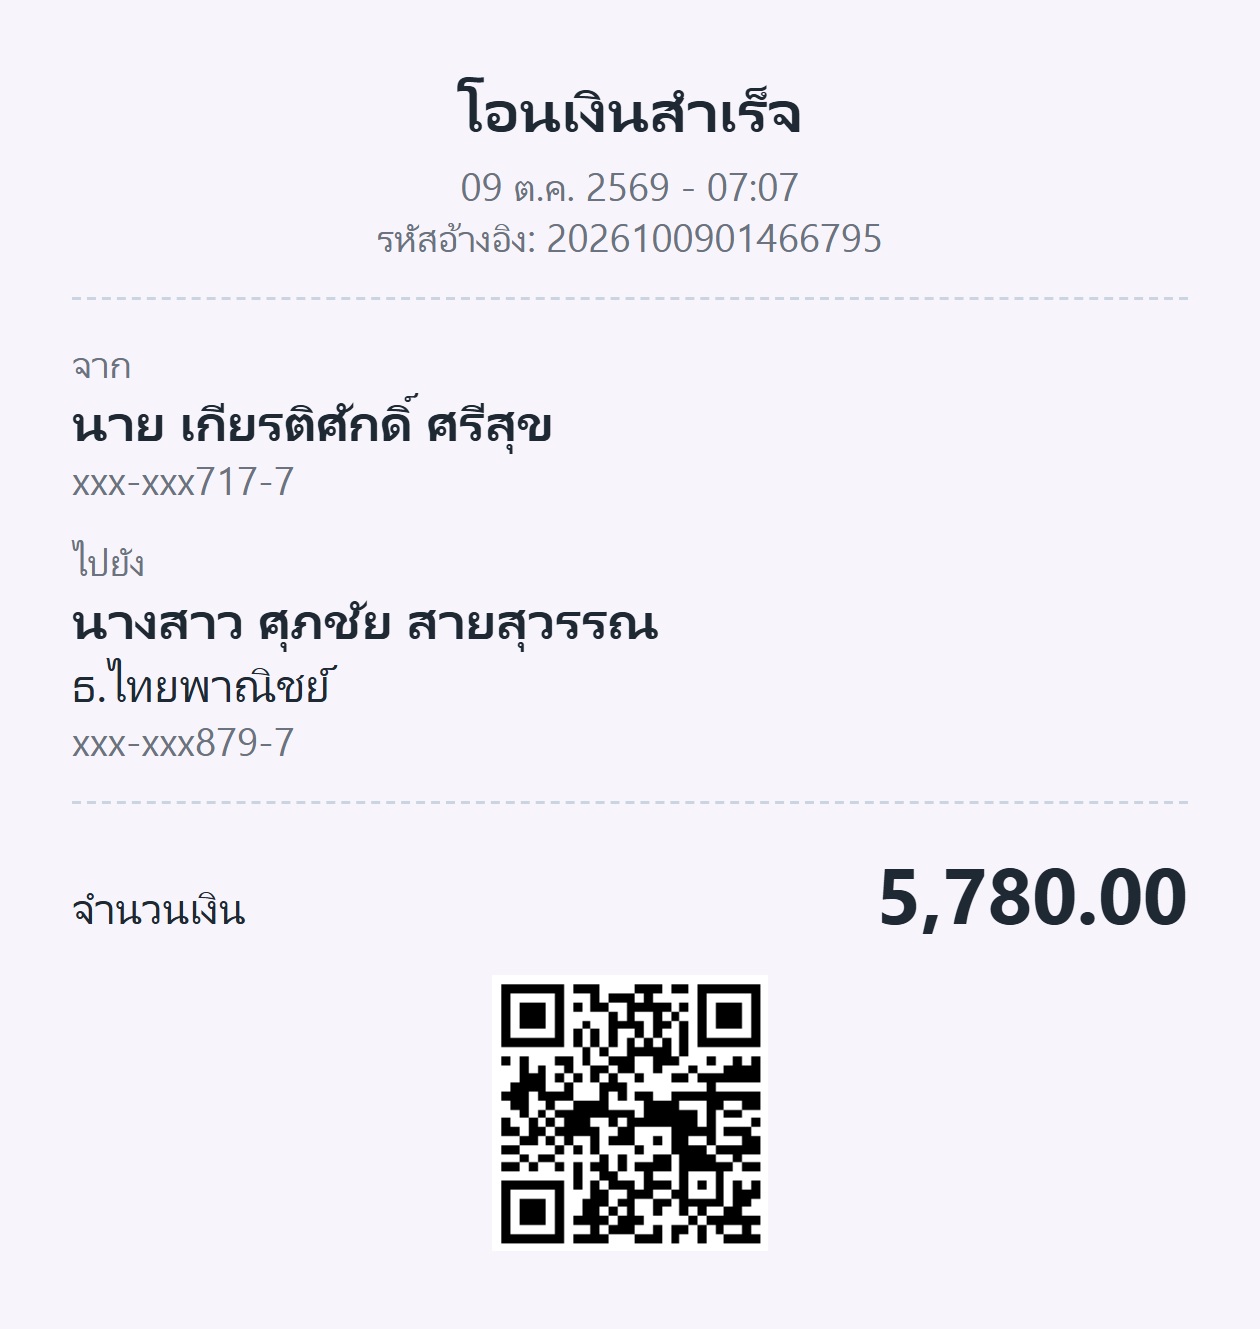 โอนเงินสำเร็จ
09 ต.ค. 2569 - 07:07
รหัสอ้างอิง: 2026100901466795
จาก
นาย เกียรติศักดิ์ ศรีสุข
xxx-xxx717-7
ไปยัง
นางสาว ศุภชัย สายสุวรรณ
ธ.ไทยพาณิชย์
xxx-xxx879-7
จำนวนเงิน
5,780.00